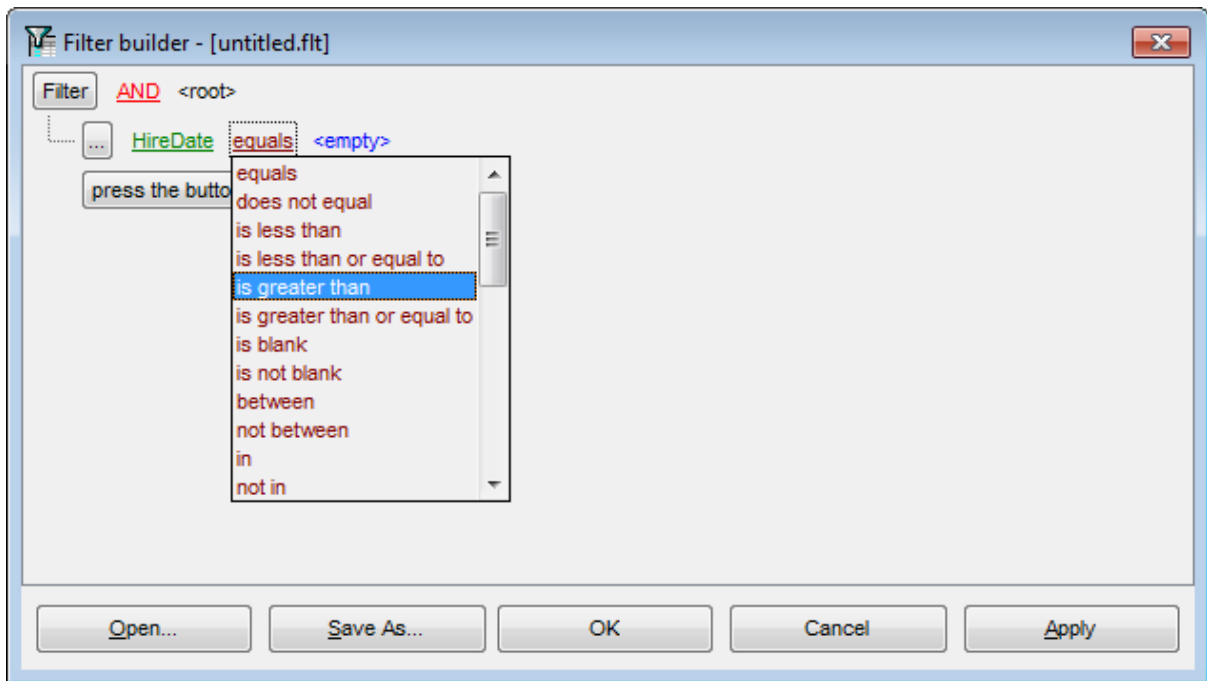 Filter builder - [untitled.flt]
Filter AND <root>
... HireDate equals <empty>
press the butto
equals
does not equal
is less than
is less than or equal to
is greater than
is greater than or equal to
is blank
is not blank
between
not between
in
not in
Open... Save As... OK Cancel Apply